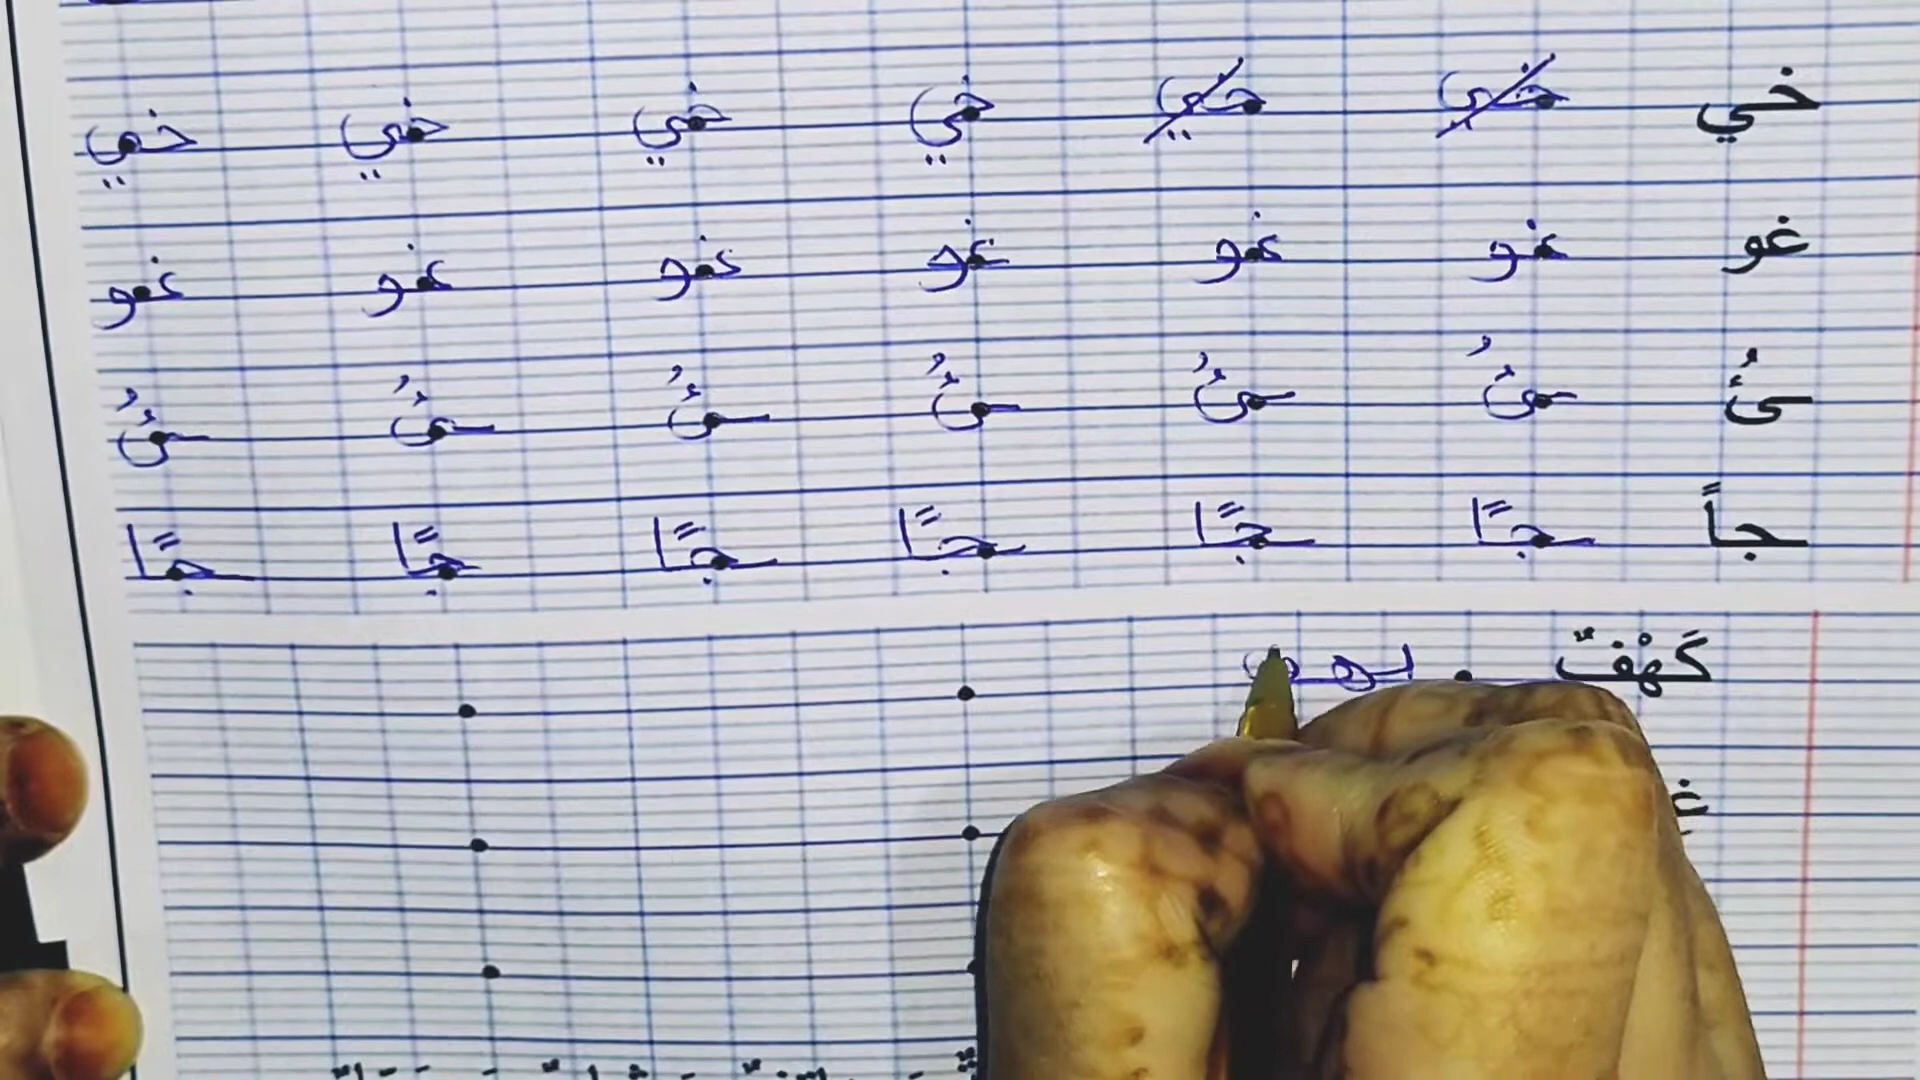 خي خي خي خي خي خي خي
غو غو غو غو غو غو غو
ئُ ئُ ئُ ئُ ئُ ئُ ئُ
جاً جاً جاً جاً جاً جاً جاً
كَهْفٌ